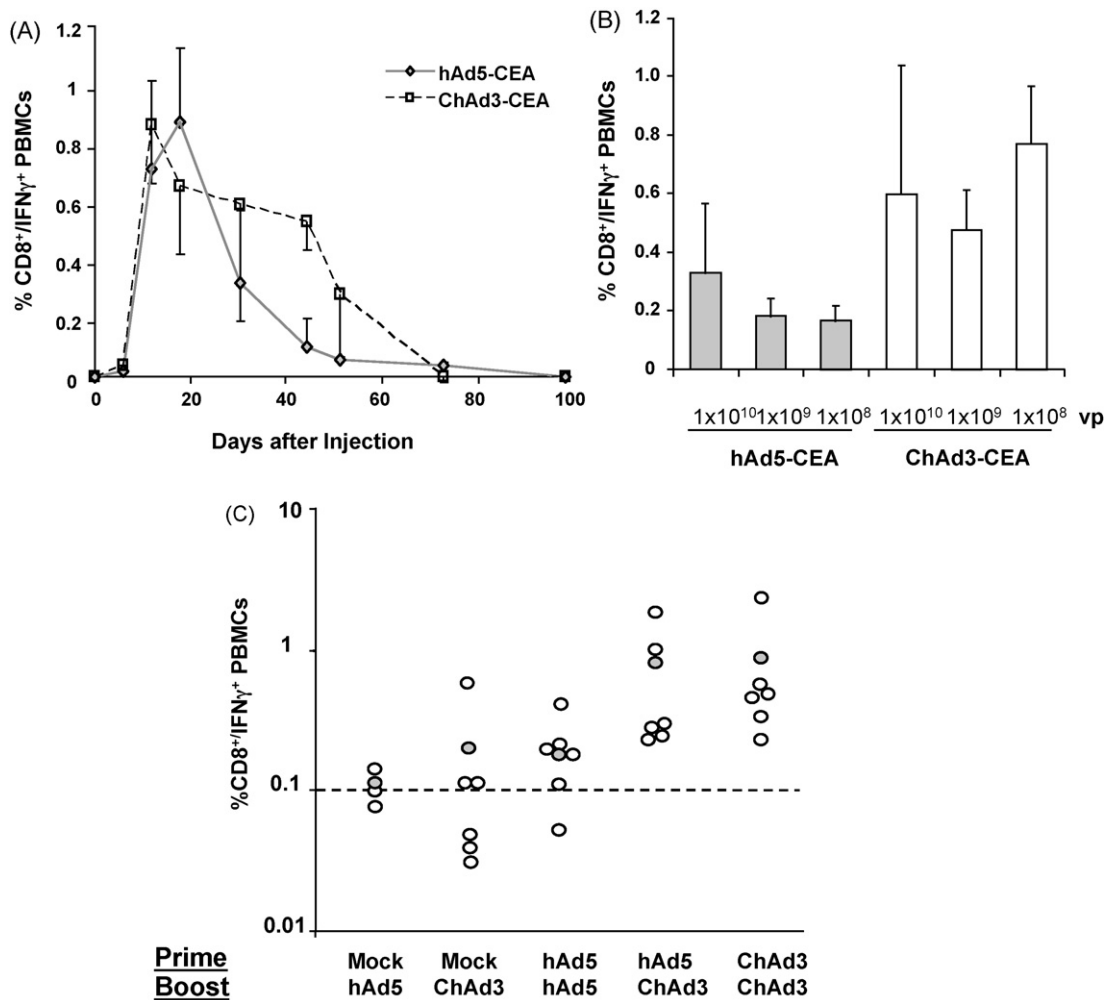 (A)
% CD8⁺/IFNγ⁺ PBMCs
1.2
1
0.8
0.6
0.4
0.2
0
0
20
40
60
80
100
Days after Injection
hAd5-CEA
ChAd3-CEA
(B)
% CD8⁺/IFNγ⁺ PBMCs
1.2
1.0
0.8
0.6
0.4
0.2
0
1x10¹⁰ 1x10⁹ 1x10⁸ 1x10¹⁰ 1x10⁹ 1x10⁸ vp
hAd5-CEA ChAd3-CEA
(C)
%CD8⁺/IFNγ⁺ PBMCs
10
1
0.1
0.01
Prime Mock Mock hAd5 hAd5 ChAd3
Boost hAd5 ChAd3 hAd5 ChAd3 ChAd3